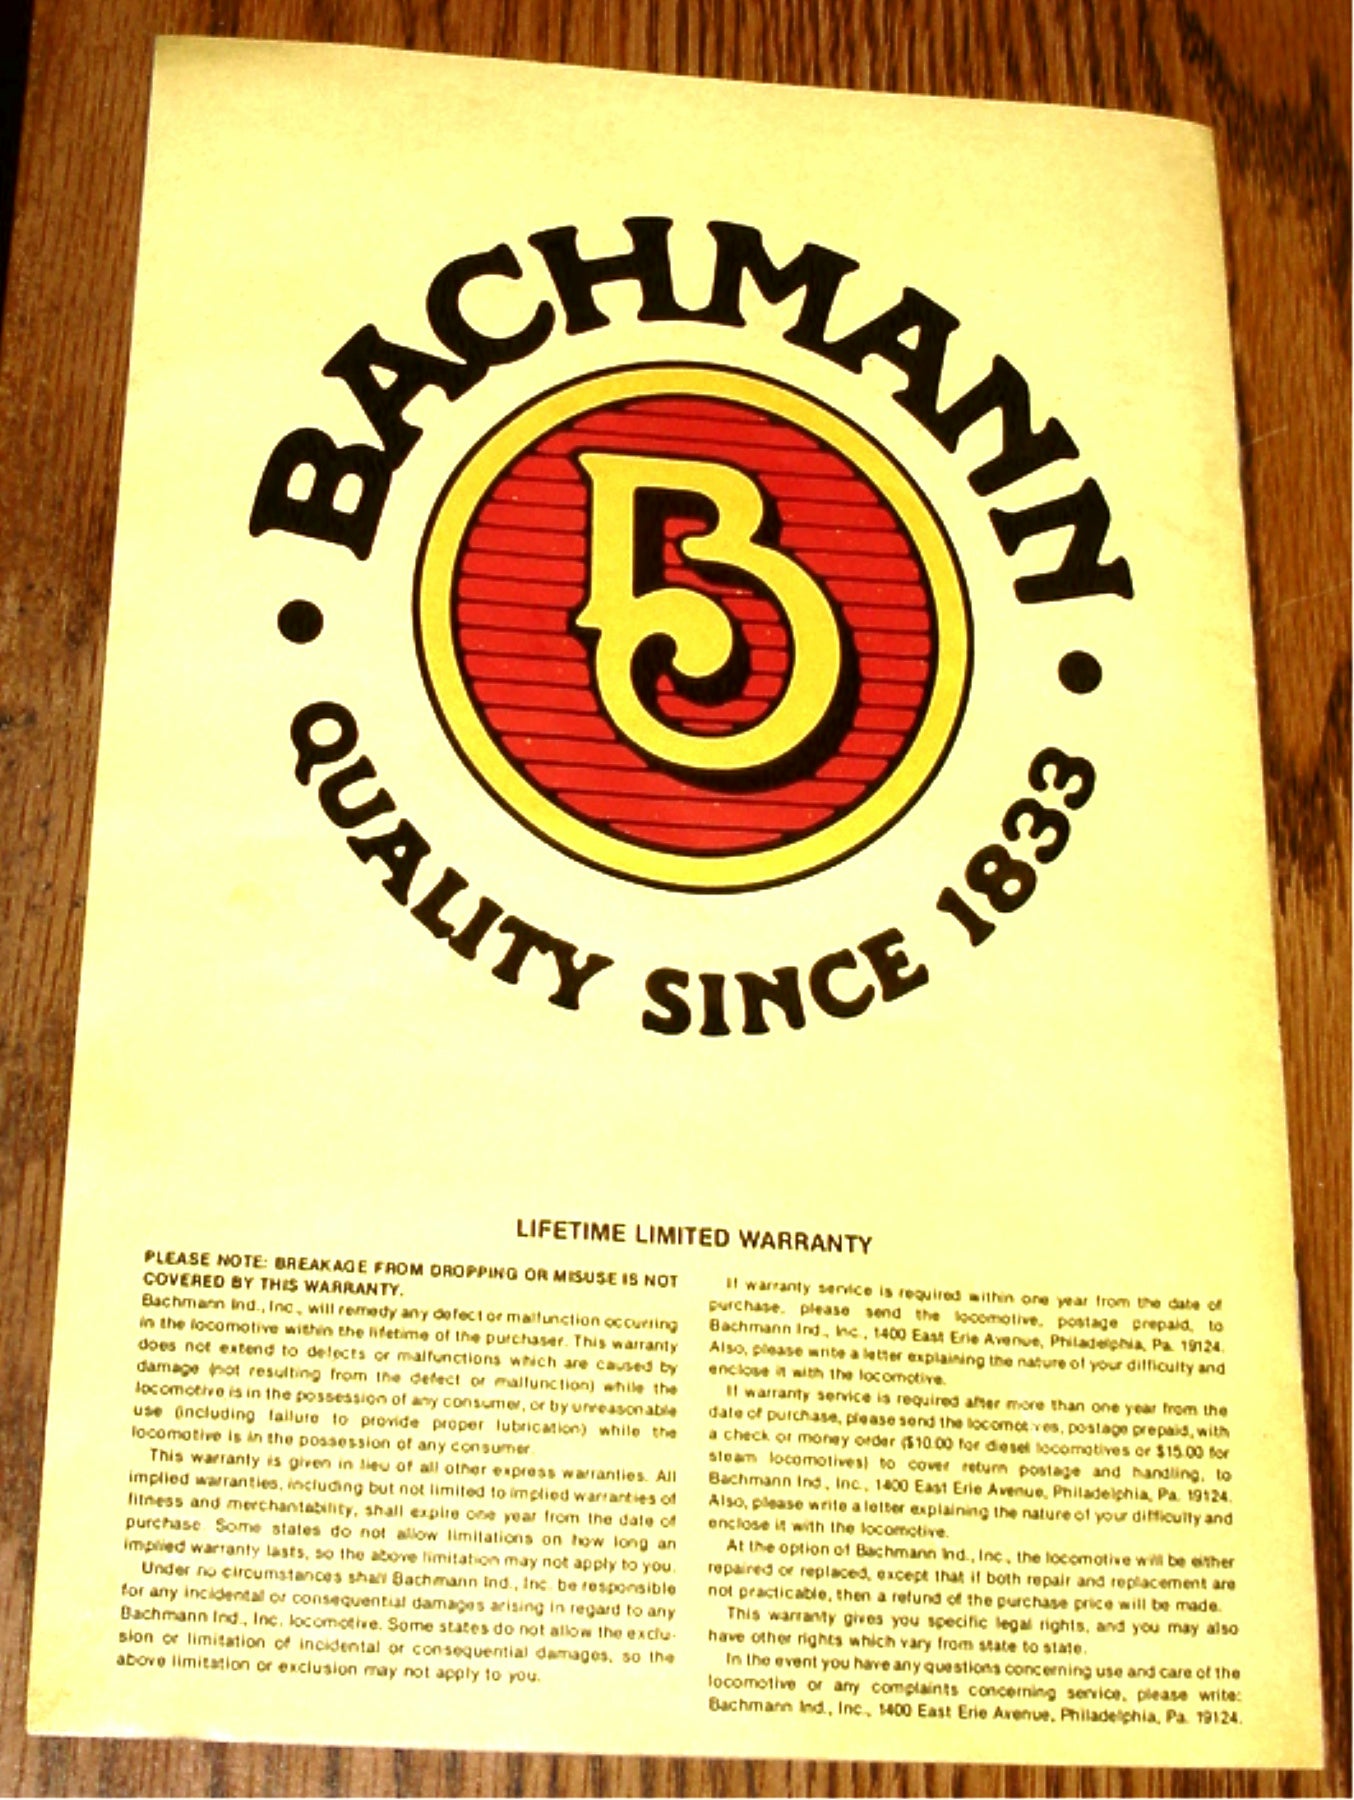 BACHMANN
B
• QUALITY SINCE 1833 •
LIFETIME LIMITED WARRANTY
PLEASE NOTE: BREAKAGE FROM DROPPING OR MISUSE IS NOT
COVERED BY THIS WARRANTY.
Bachmann Ind., Inc., will remedy any defect or malfunction occurring
in the locomotive within the lifetime of the purchaser. This warranty
does not extend to defects or malfunctions which are caused by
damage (not resulting from the defect or malfunction) while the
locomotive is in the possession of any consumer, or by unreasonable
use (including failure to provide proper lubrication) while the
locomotive is in the possession of any consumer.
This warranty is given in lieu of all other express warranties. All
implied warranties, including but not limited to implied warranties of
fitness and merchantability, shall expire one year from the date of
purchase. Some states do not allow limitations on how long an
implied warranty lasts, so the above limitation may not apply to you.
Under no circumstances shall Bachmann Ind., Inc. be responsible
for any incidental or consequential damages arising in regard to any
Bachmann Ind., Inc. locomotive. Some states do not allow the exclu-
sion or limitation of incidental or consequential damages, so the
above limitation or exclusion may not apply to you.
If warranty service is required within one year from the date of
purchase, please send the locomotive, postage prepaid, to
Bachmann Ind., Inc., 1400 East Erie Avenue, Philadelphia, Pa. 19124.
Also, please write a letter explaining the nature of your difficulty and
enclose it with the locomotive.
If warranty service is required after more than one year from the
date of purchase, please send the locomotives, postage prepaid, with
a check or money order ($10.00 for diesel locomotives or $15.00 for
steam locomotives) to cover return postage and handling, to
Bachmann Ind., Inc., 1400 East Erie Avenue, Philadelphia, Pa. 19124.
Also, please write a letter explaining the nature of your difficulty and
enclose it with the locomotive.
At the option of Bachmann Ind., Inc., the locomotive will be either
repaired or replaced, except that if both repair and replacement are
not practicable, then a refund of the purchase price will be made.
This warranty gives you specific legal rights, and you may also
have other rights which vary from state to state.
In the event you have any questions concerning use and care of the
locomotive or any complaints concerning service, please write:
Bachmann Ind., Inc., 1400 East Erie Avenue, Philadelphia, Pa. 19124.